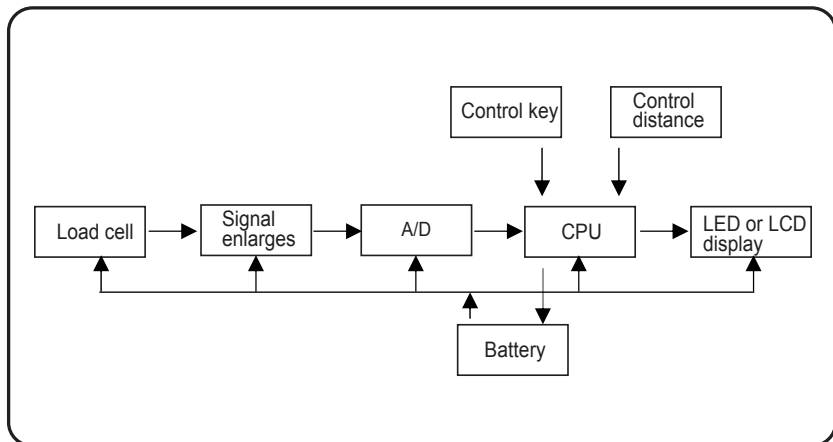 Control key
Control
distance
Load cell
Signal
enlarges
A/D
CPU
LED or LCD
display
Battery